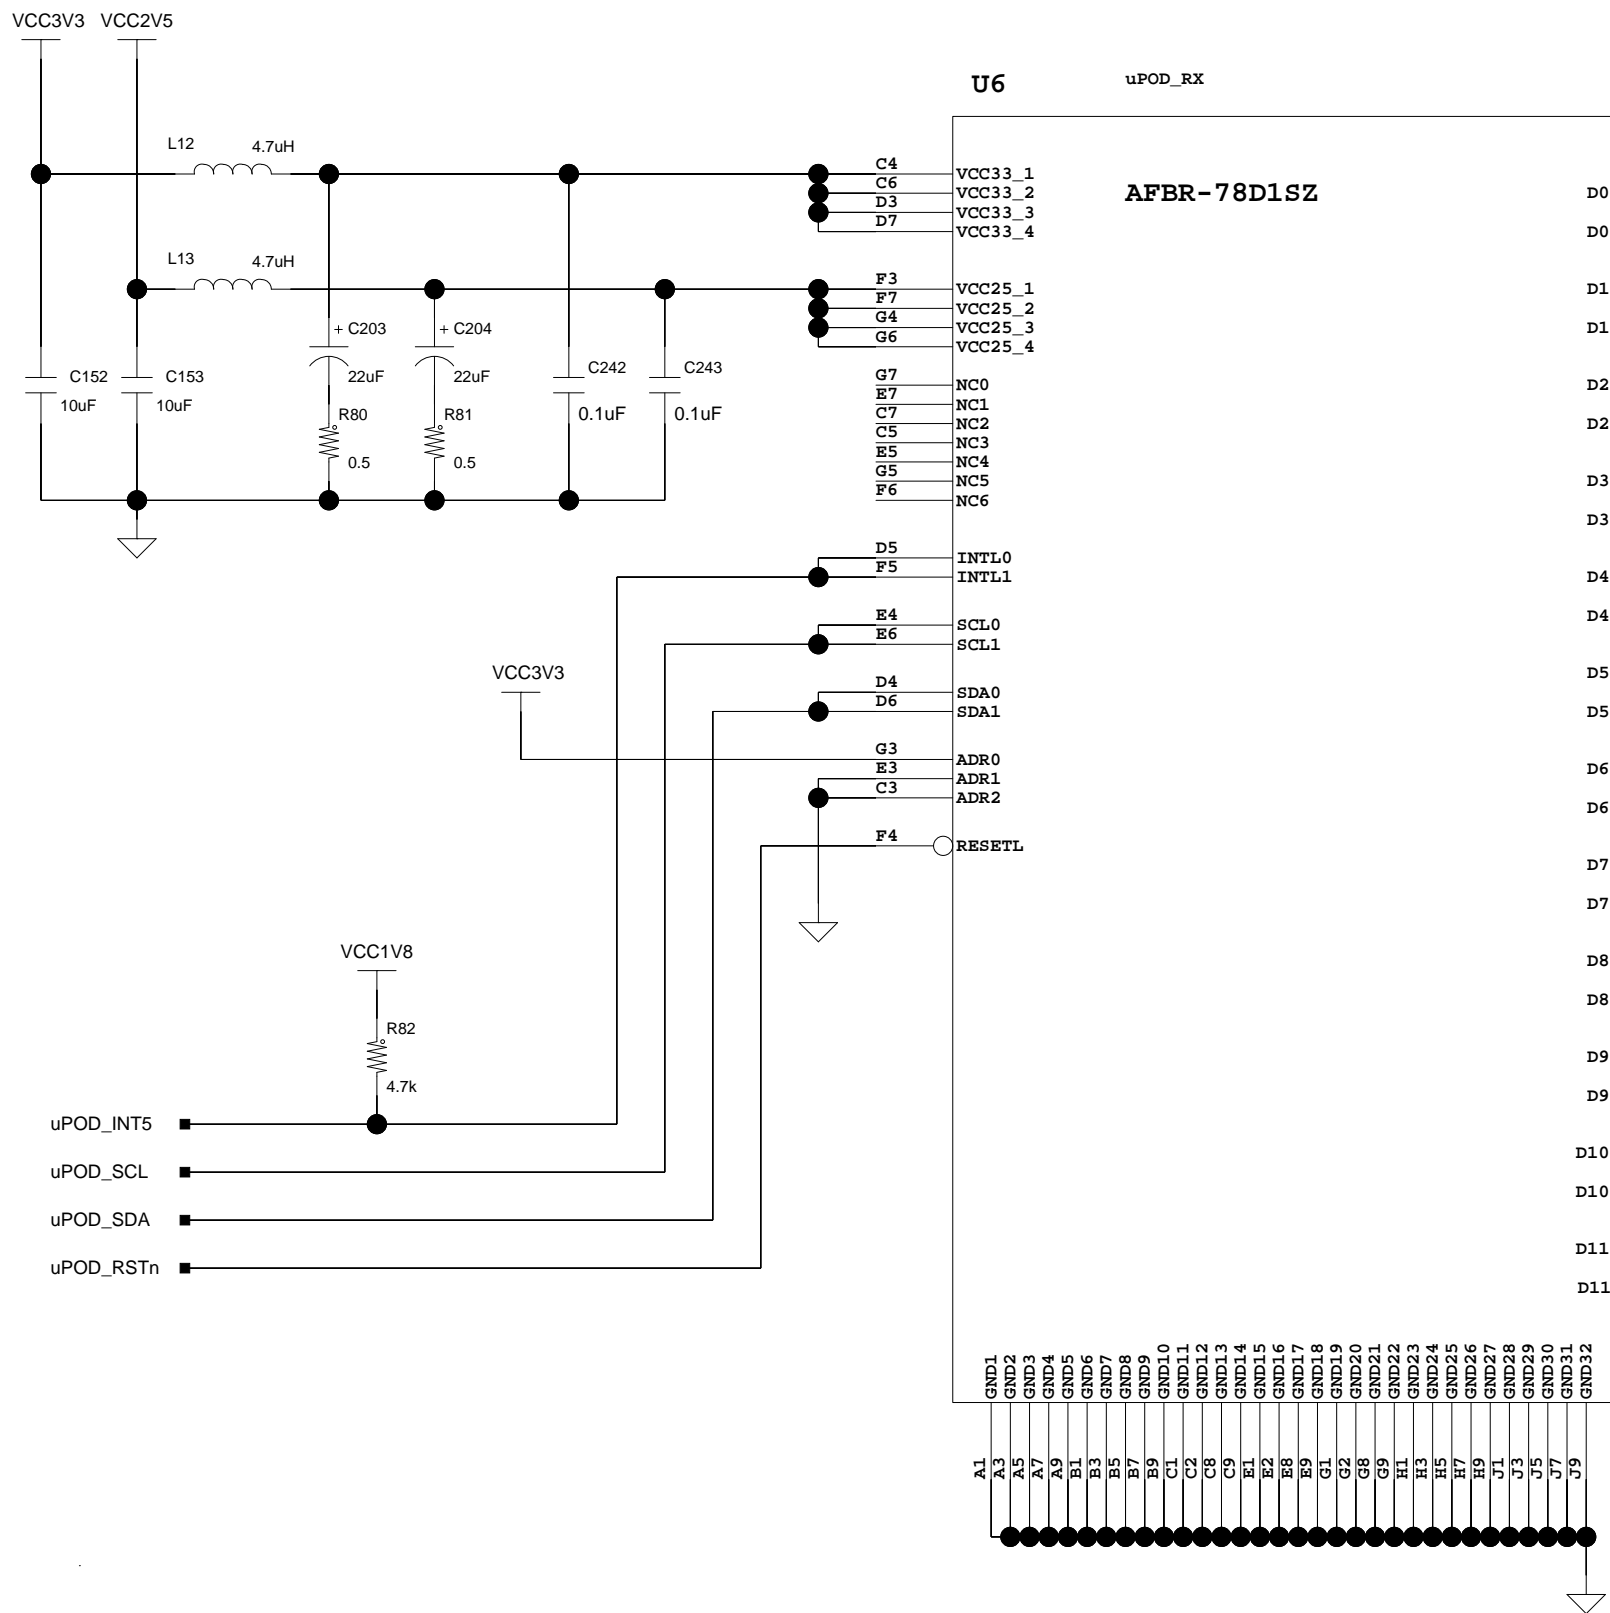 VCC3V3 VCC2V5
U6 uPOD_RX
AFBR-78D1SZ
L12 4.7uH
L13 4.7uH
+ C203
22uF
+ C204
22uF
C152
10uF
C153
10uF
C242
0.1uF
C243
0.1uF
R80
0.5
R81
0.5
C4 VCC33_1
C6 VCC33_2
D3 VCC33_3
D7 VCC33_4
F3 VCC25_1
F7 VCC25_2
G4 VCC25_3
G6 VCC25_4
G7 NC0
E7 NC1
C7 NC2
C5 NC3
E5 NC4
G5 NC5
F6 NC6
D5 INTL0
F5 INTL1
E4 SCL0
E6 SCL1
VCC3V3
D4 SDA0
D6 SDA1
G3 ADR0
E3 ADR1
C3 ADR2
F4 RESETL
VCC1V8
R82
4.7k
uPOD_INT5
uPOD_SCL
uPOD_SDA
uPOD_RSTn
D0
D0
D1
D1
D2
D2
D3
D3
D4
D4
D5
D5
D6
D6
D7
D7
D8
D8
D9
D9
D10
D10
D11
D11
GND1 GND2 GND3 GND4 GND5 GND6 GND7 GND8 GND9 GND10 GND11 GND12 GND13 GND14 GND15 GND16 GND17 GND18 GND19 GND20 GND21 GND22 GND23 GND24 GND25 GND26 GND27 GND28 GND29 GND30 GND31 GND32
A1 A3 A5 A7 A9 B1 B3 B5 B7 B9 C1 C2 C8 C9 E1 E2 E8 E9 G1 G2 G8 G9 H1 H3 H5 H7 H9 J1 J3 J5 J7 J9